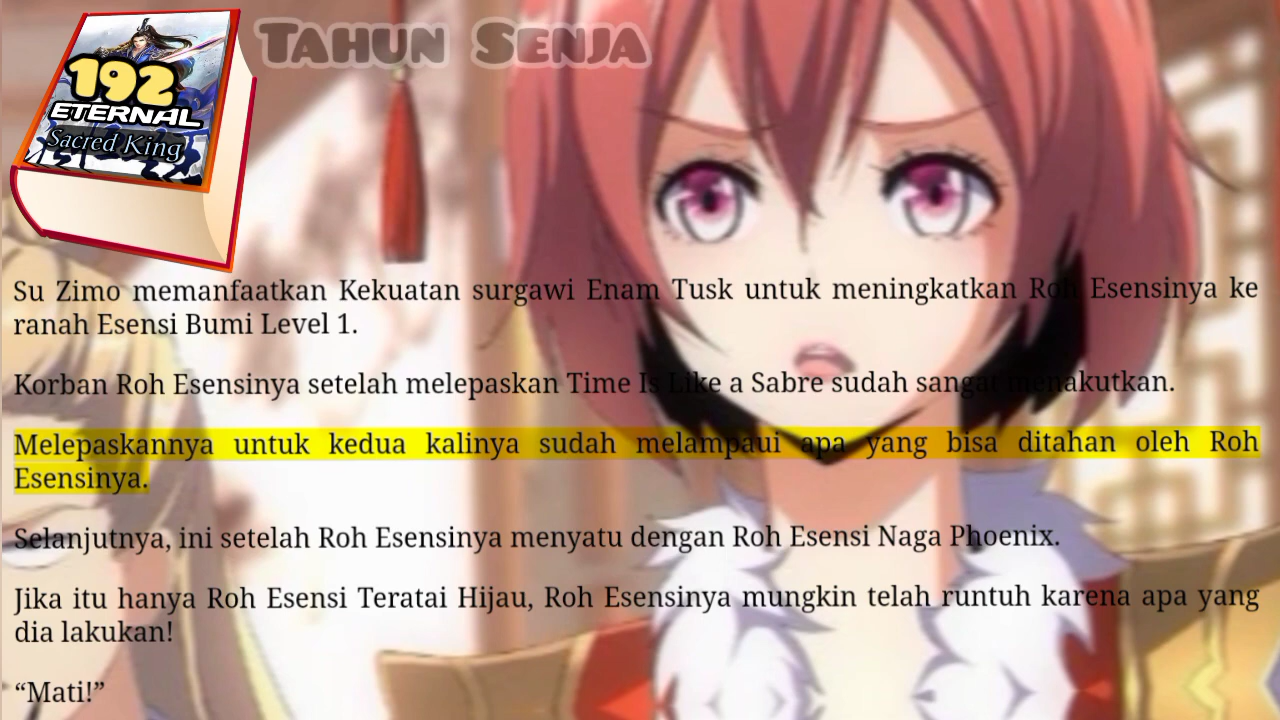 Tahun Senja
192
ETERNAL
Sacred King
Su Zimo memanfaatkan Kekuatan surgawi Enam Tusk untuk meningkatkan Roh Esensinya ke
ranah Esensi Bumi Level 1.
Korban Roh Esensinya setelah melepaskan Time Is Like a Sabre sudah sangat menakutkan.
Melepaskannya untuk kedua kalinya sudah melampaui apa yang bisa ditahan oleh Roh
Esensinya.
Selanjutnya, ini setelah Roh Esensinya menyatu dengan Roh Esensi Naga Phoenix.
Jika itu hanya Roh Esensi Teratai Hijau, Roh Esensinya mungkin telah runtuh karena apa yang
dia lakukan!
“Mati!”